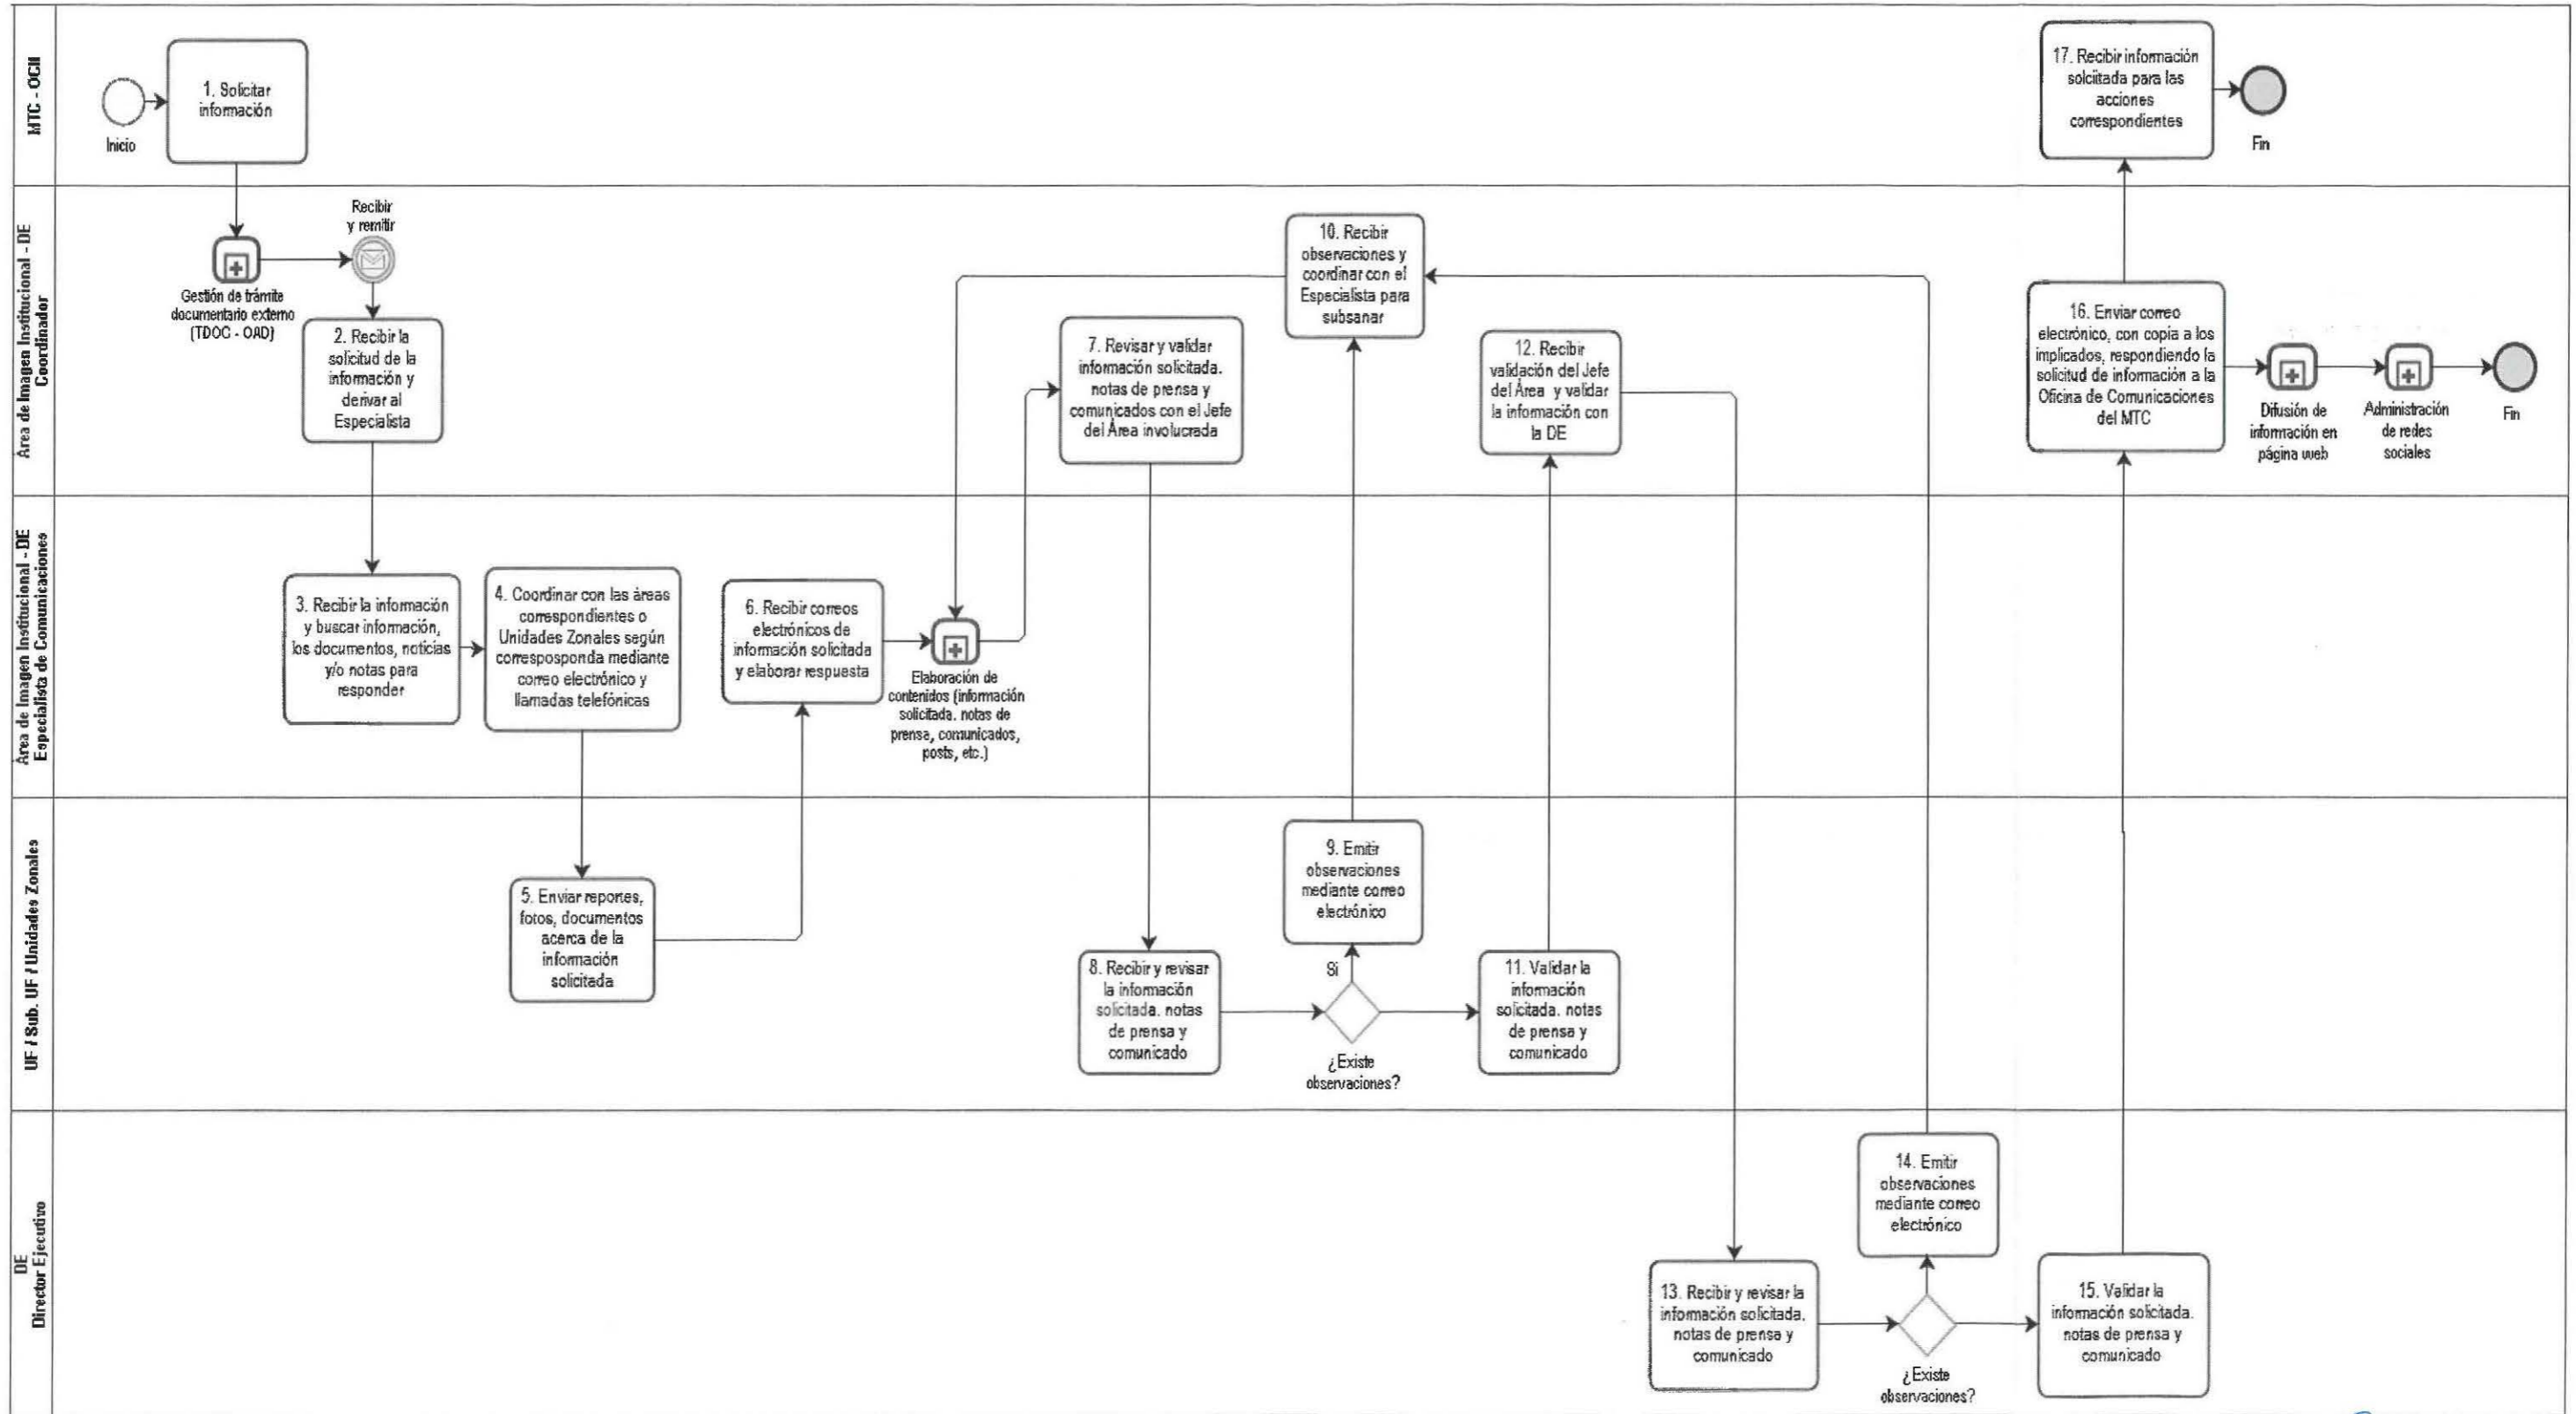 MTC - OCII
1. Solicitar
información
Inicio
17. Recibir información
solciitada para las
acciones
correspondientes
Fin
Área de Imagen Institucional - DE
Coordinador
Recibir
y remitir
Gestión de trámite
documentario externo
(TDOC - OAD)
2. Recibir la
solicitud de la
información y
derivar al
Especialista
7. Revisar y validar
información solicitada.
notas de prensa y
comunicados con el Jefe
del Área involucrada
10. Recibir
observaciones y
coordinar con el
Especialista para
subsanar
12. Recibir
validación del Jefe
del Área y validar
la información con
la DE
16. Enviar correo
electrónico, con copia a los
implicados, respondiendo la
solicitud de información a la
Oficina de Comunicaciones
del MTC
Difusión de
información en
página web
Administración
de redes
sociales
Fin
Área de Imagen Institucional - DE
Especialista de Comunicaciones
3. Recibir la información
y buscar información,
los documentos, noticias
y/o notas para
responder
4. Coordinar con las áreas
correspondientes o
Unidades Zonales según
corresposponda mediante
correo electrónico y
llamadas telefónicas
6. Recibir correos
electrónicos de
información solicitada
y elaborar respuesta
Elaboración de
contenidos (información
solicitada. notas de
prensa, comunicados,
posts, etc.)
UF / Sub. UF / Unidades Zonales
5. Enviar reportes,
fotos, documentos
acerca de la
información
solicitada
8. Recibir y revisar
la información
solicitada. notas
de prensa y
comunicado
9. Emitir
observaciones
mediante correo
electrónico
Si
¿Existe
observaciones?
11. Validar la
información
solicitada. notas
de prensa y
comunicado
DE
Director Ejecutivo
13. Recibir y revisar la
información solicitada.
notas de prensa y
comunicado
14. Emitir
observaciones
mediante correo
electrónico
¿Existe
observaciones?
15. Validar la
información solicitada.
notas de prensa y
comunicado